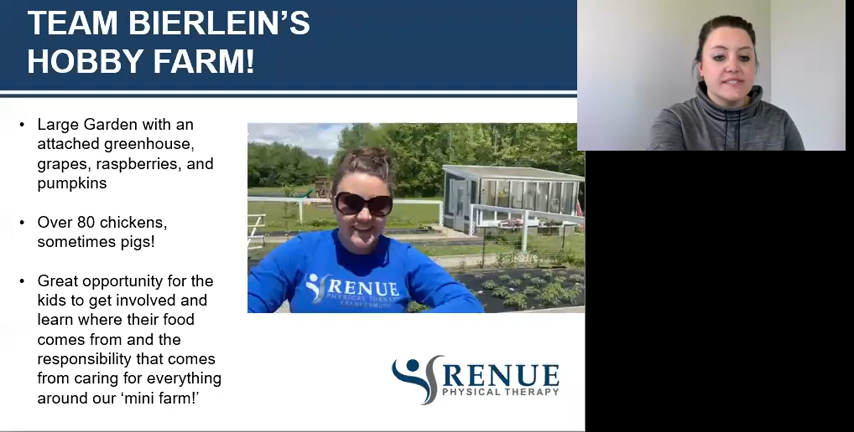 TEAM BIERLEIN’S
HOBBY FARM!
• Large Garden with an
attached greenhouse,
grapes, raspberries, and
pumpkins
• Over 80 chickens,
sometimes pigs!
• Great opportunity for the
kids to get involved and
learn where their food
comes from and the
responsibility that comes
from caring for everything
around our ‘mini farm!’
RENUE
PHYSICAL THERAPY
RENUE
PHYSICAL THERAPY